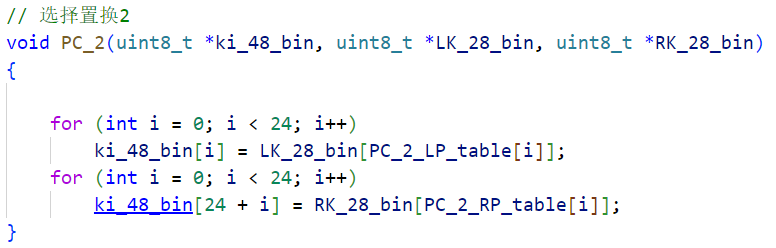 // 选择置换2
void PC_2(uint8_t *ki_48_bin, uint8_t *LK_28_bin, uint8_t *RK_28_bin)
{
    for (int i = 0; i < 24; i++)
        ki_48_bin[i] = LK_28_bin[PC_2_LP_table[i]];
    for (int i = 0; i < 24; i++)
        ki_48_bin[24 + i] = RK_28_bin[PC_2_RP_table[i]];
}